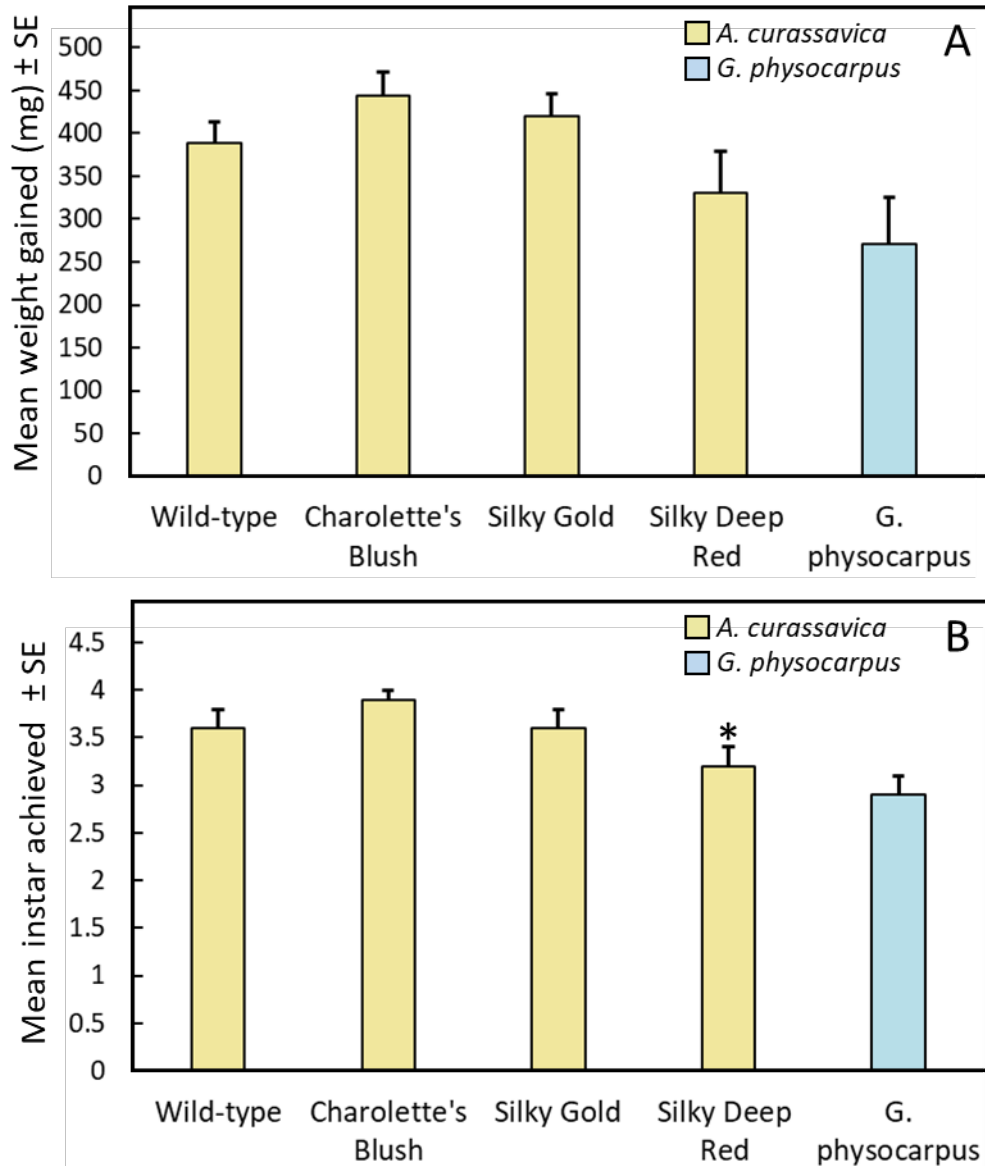 Mean weight gained (mg) ± SE
500
450
400
350
300
250
200
150
100
50
0
A. curassavica
G. physocarpus
A
Wild-type
Charolette's
Blush
Silky Gold
Silky Deep
Red
G.
physocarpus
Mean instar achieved ± SE
4.5
4
3.5
3
2.5
2
1.5
1
0.5
0
A. curassavica
G. physocarpus
B
*
Wild-type
Charolette's
Blush
Silky Gold
Silky Deep
Red
G.
physocarpus